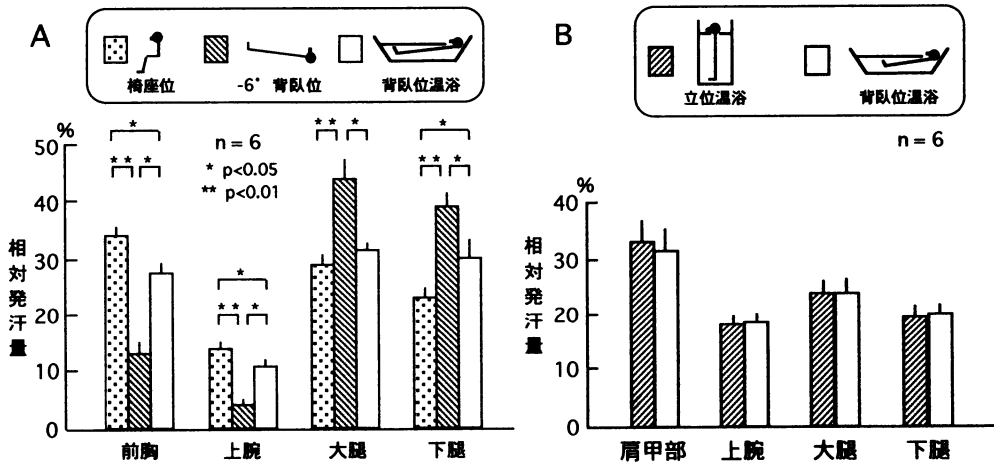 A
椅座位
-6° 背臥位
背臥位温浴
%
50
40
30
20
10
0
相対発汗量
n = 6
* p<0.05
** p<0.01
*
** *
*
** *
** *
*
** *
前胸 上腕 大腿 下腿
B
立位温浴
背臥位温浴
n = 6
%
40
30
20
10
0
相対発汗量
肩甲部 上腕 大腿 下腿